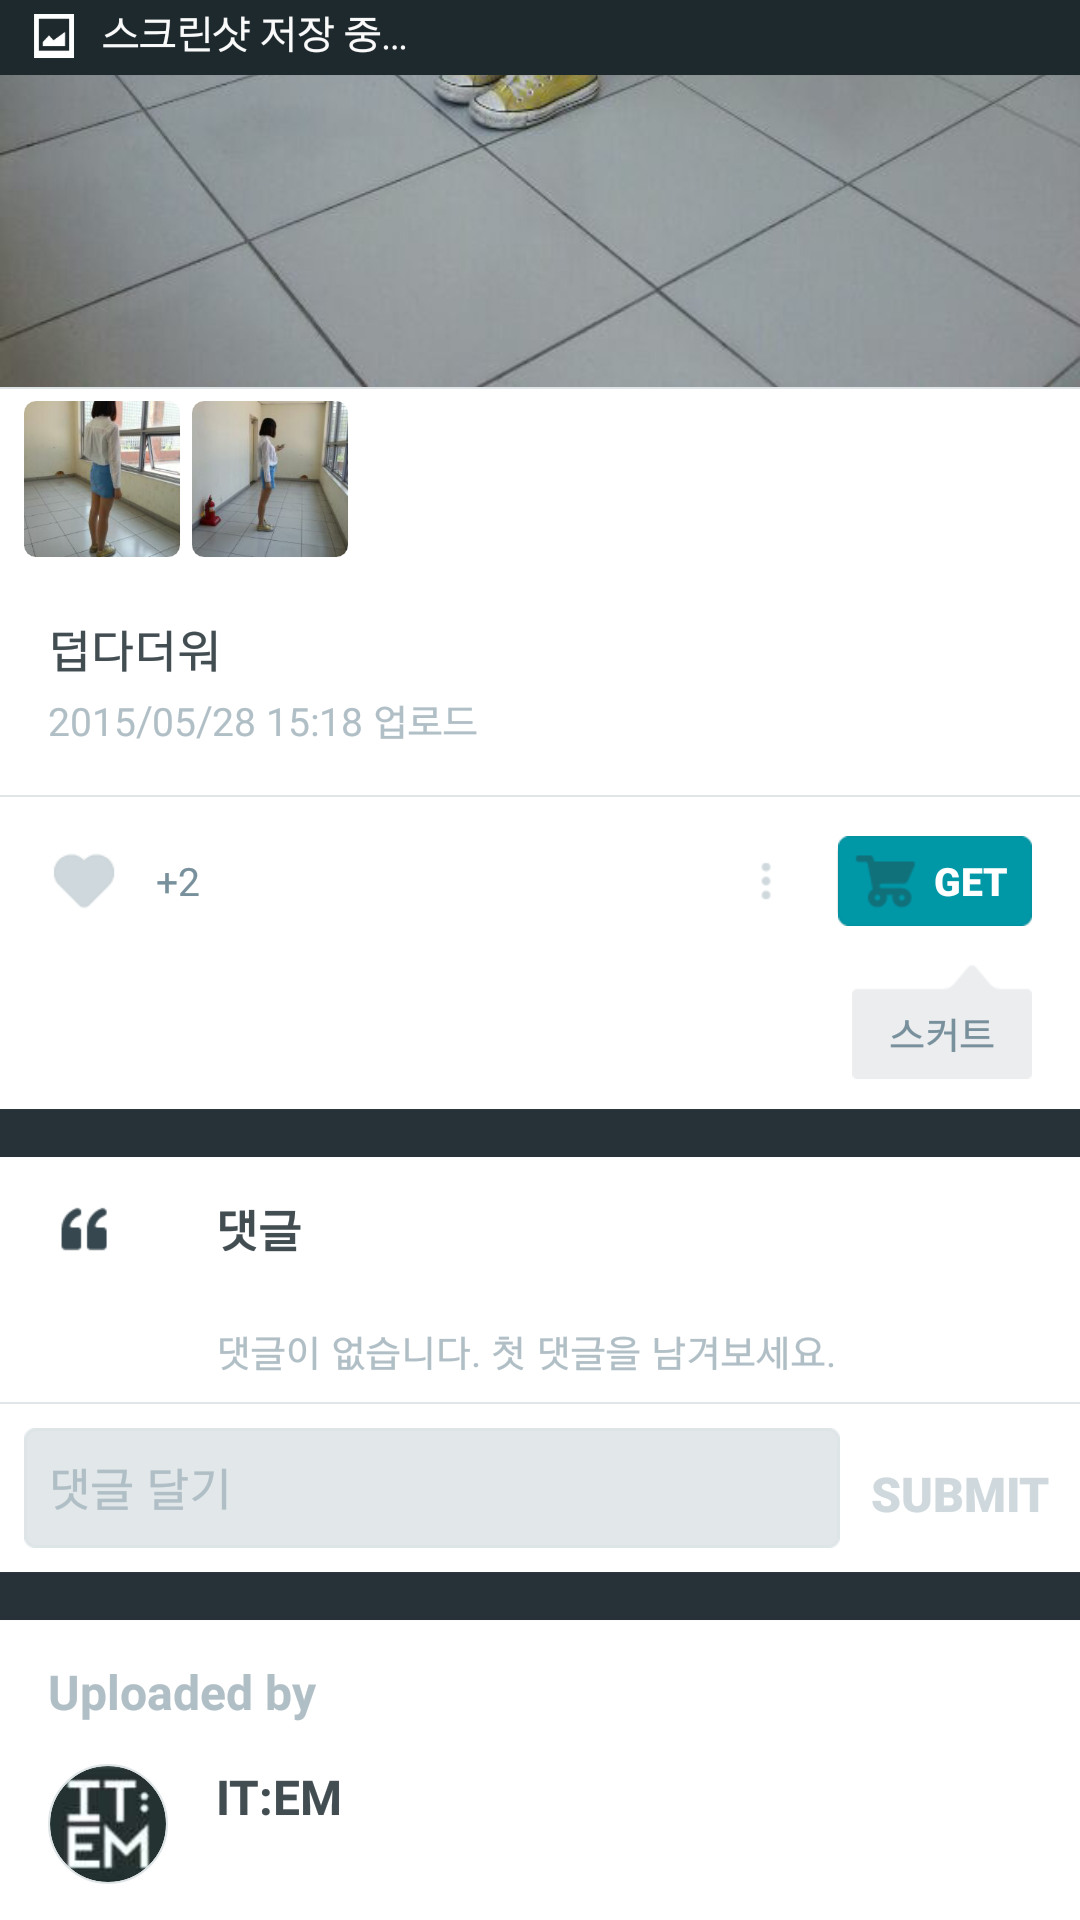 스크린샷 저장 중...
덥다더워
2015/05/28 15:18 업로드
+2
GET
스커트
댓글
댓글이 없습니다. 첫 댓글을 남겨보세요.
댓글 달기
SUBMIT
Uploaded by
IT:EM
IT:
EM